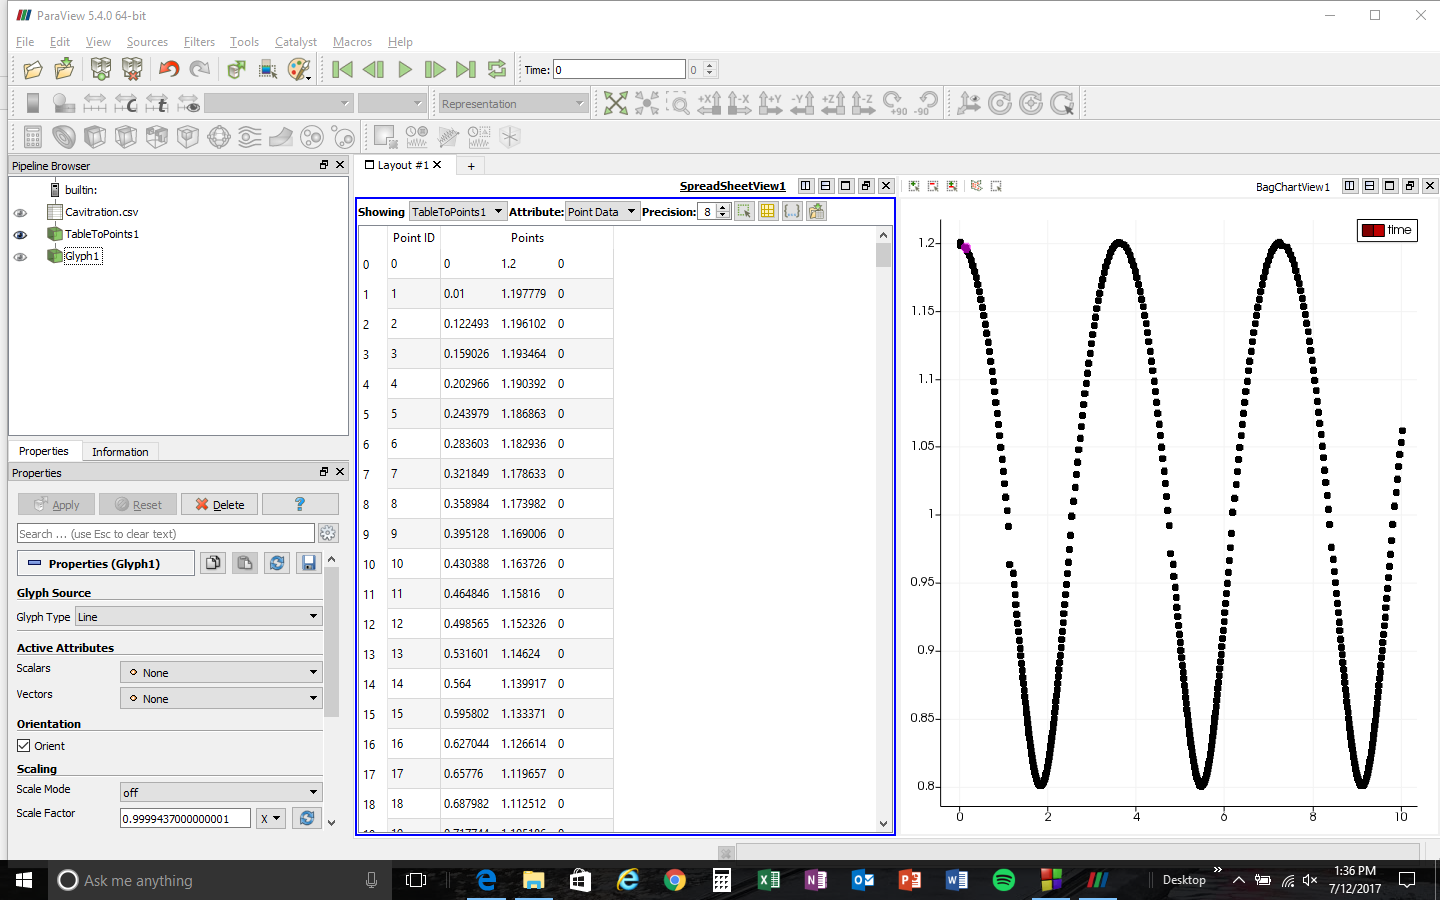 ParaView 5.4.0 64-bit
File Edit View Sources Filters Tools Catalyst Macros Help
Time: 0 0
Representation
+X -X +Y -Y +Z -Z +90 -90
Pipeline Browser
builtin:
Cavitration.csv
TableToPoints1
Glyph1
Properties Information
Properties
Apply Reset Delete ?
Search ... (use Esc to clear text)
Properties (Glyph1)
Glyph Source
Glyph Type Line
Active Attributes
Scalars None
Vectors None
Orientation
Orient
Scaling
Scale Mode off
Scale Factor 0.9999437000000001 X
Layout #1 +
SpreadSheetView1
Showing TableToPoints1 Attribute: Point Data Precision: 8
Point ID Points
0 0 0 1.2 0
1 1 0.01 1.197779 0
2 2 0.122493 1.196102 0
3 3 0.159026 1.193464 0
4 4 0.202966 1.190392 0
5 5 0.243979 1.186863 0
6 6 0.283603 1.182936 0
7 7 0.321849 1.178633 0
8 8 0.358984 1.173982 0
9 9 0.395128 1.169006 0
10 10 0.430388 1.163726 0
11 11 0.464846 1.15816 0
12 12 0.498565 1.152326 0
13 13 0.531601 1.14624 0
14 14 0.564 1.139917 0
15 15 0.595802 1.133371 0
16 16 0.627044 1.126614 0
17 17 0.65776 1.119657 0
18 18 0.687982 1.112512 0
BagChartView1
time
1.2
1.15
1.1
1.05
1
0.95
0.9
0.85
0.8
0 2 4 6 8 10
Ask me anything
Desktop
1:36 PM
7/12/2017